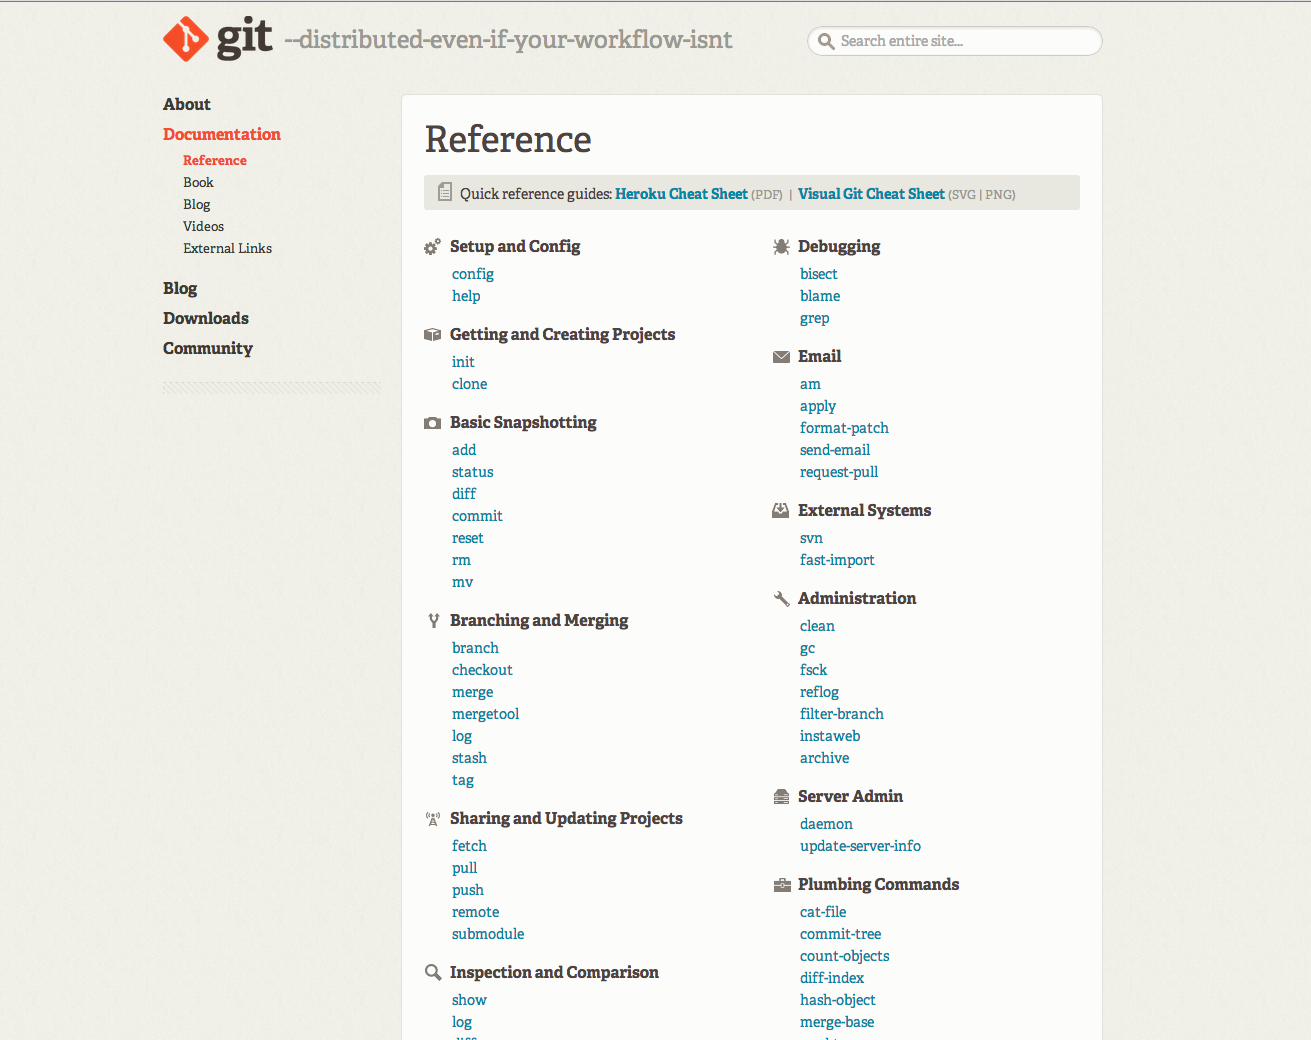 git --distributed-even-if-your-workflow-isnt
Search entire site...
About
Documentation
Reference
Book
Blog
Videos
External Links
Blog
Downloads
Community
Reference
Quick reference guides: Heroku Cheat Sheet (PDF) | Visual Git Cheat Sheet (SVG | PNG)
Setup and Config
config
help
Getting and Creating Projects
init
clone
Basic Snapshotting
add
status
diff
commit
reset
rm
mv
Branching and Merging
branch
checkout
merge
mergetool
log
stash
tag
Sharing and Updating Projects
fetch
pull
push
remote
submodule
Inspection and Comparison
show
log
Debugging
bisect
blame
grep
Email
am
apply
format-patch
send-email
request-pull
External Systems
svn
fast-import
Administration
clean
gc
fsck
reflog
filter-branch
instaweb
archive
Server Admin
daemon
update-server-info
Plumbing Commands
cat-file
commit-tree
count-objects
diff-index
hash-object
merge-base